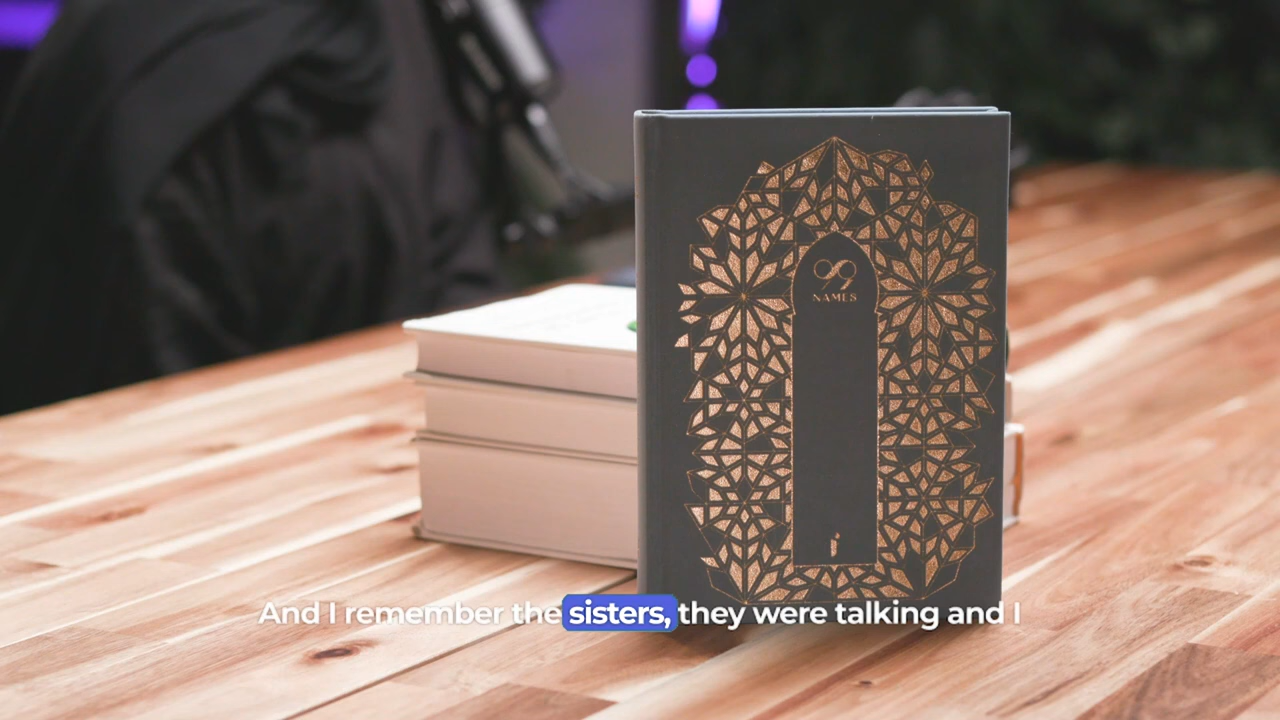 99
NAMES
And I remember the sisters, they were talking and I